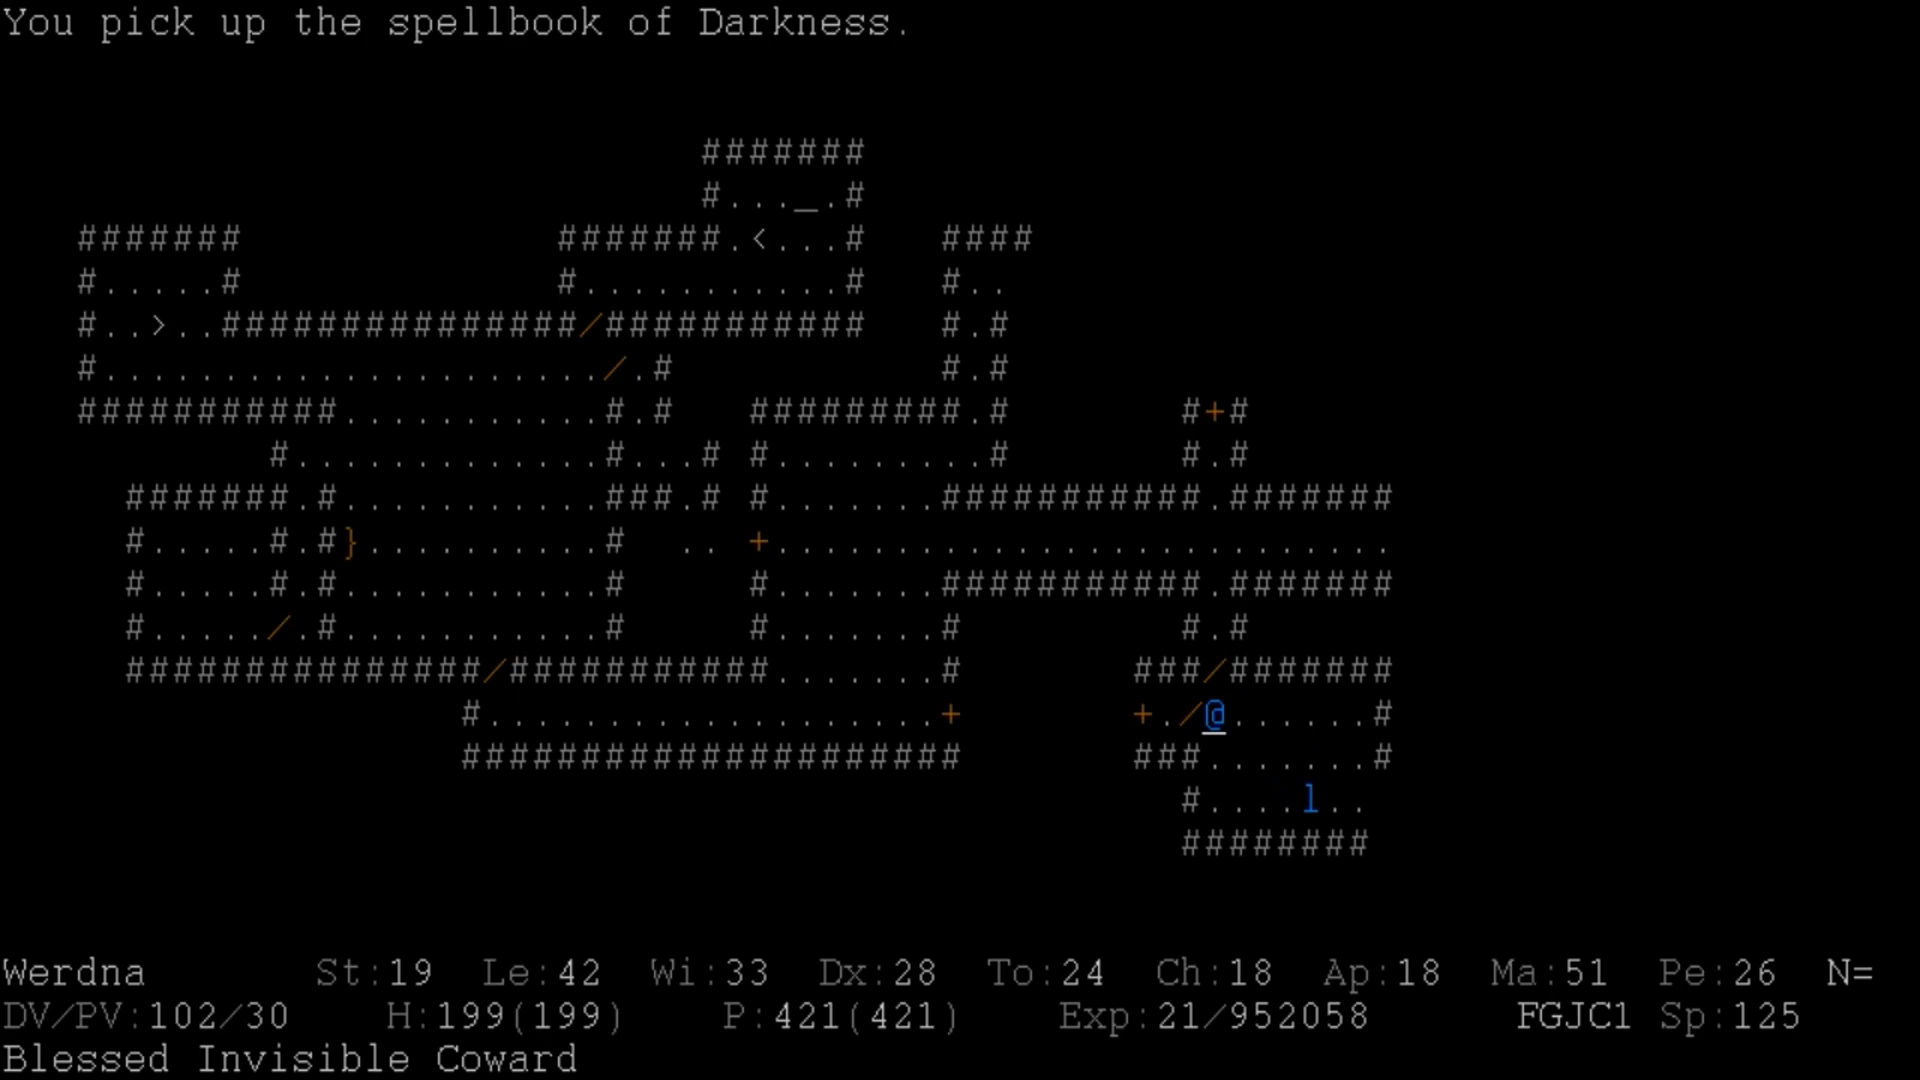 You pick up the spellbook of Darkness.
#######
#..._.#
####### #######.<...# ####
#.....# #...........# #..
#..>..###############/########### #.#
#...................../.# #.#
###########............#.# #########.# #+#
#.............#...# #.........# #.#
#######.#............###.# #.......###########.#######
#.....#.#}...........# .. +..........................
#.....#.#............# #.......###########.#######
#...../.#............# #.......# #.#
###############/###########.......# ###/#######
#...................+ +./@......#
##################### ###.......#
#....l..
########
Werdna St:19 Le:42 Wi:33 Dx:28 To:24 Ch:18 Ap:18 Ma:51 Pe:26 N=
DV/PV:102/30 H:199(199) P:421(421) Exp:21/952058 FGJC1 Sp:125
Blessed Invisible Coward